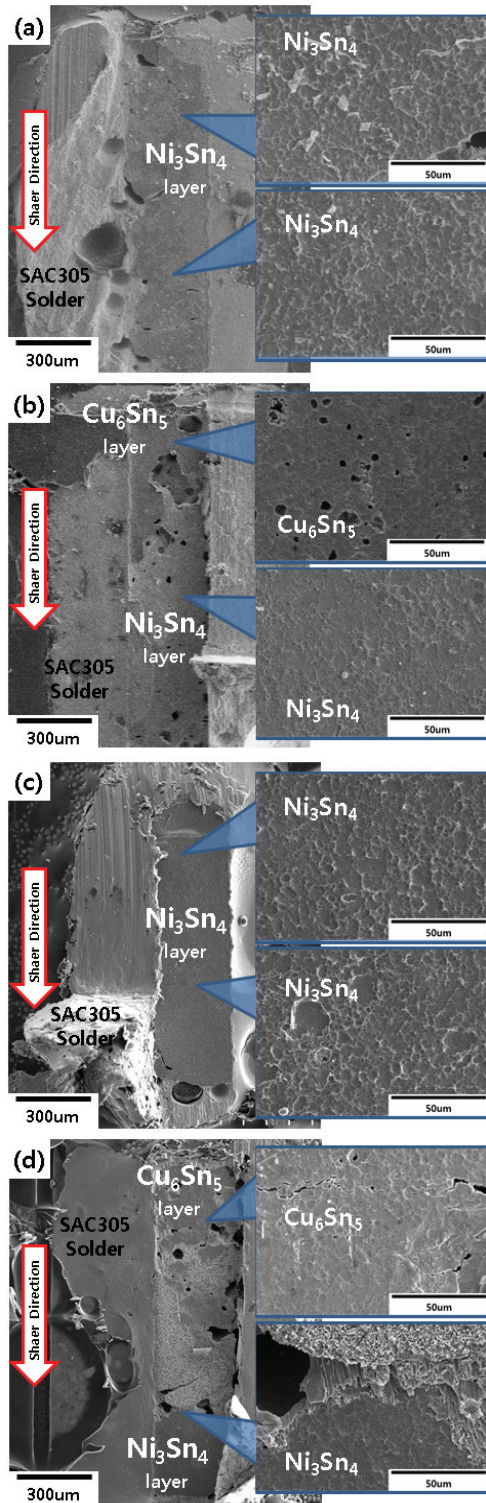 (a)
Ni₃Sn₄
Ni₃Sn₄
layer
50um
Shaer Direction
Ni₃Sn₄
SAC305
Solder
300um
50um
(b)
Cu₆Sn₅
layer
Cu₆Sn₅
50um
Shaer Direction
Ni₃Sn₄
layer
SAC305
Solder
Ni₃Sn₄
300um
50um
(c)
Ni₃Sn₄
Ni₃Sn₄
layer
50um
Shaer Direction
Ni₃Sn₄
SAC305
Solder
300um
50um
(d)
Cu₆Sn₅
layer
SAC305
Solder
Cu₆Sn₅
50um
Shaer Direction
Ni₃Sn₄
layer
Ni₃Sn₄
300um
50um